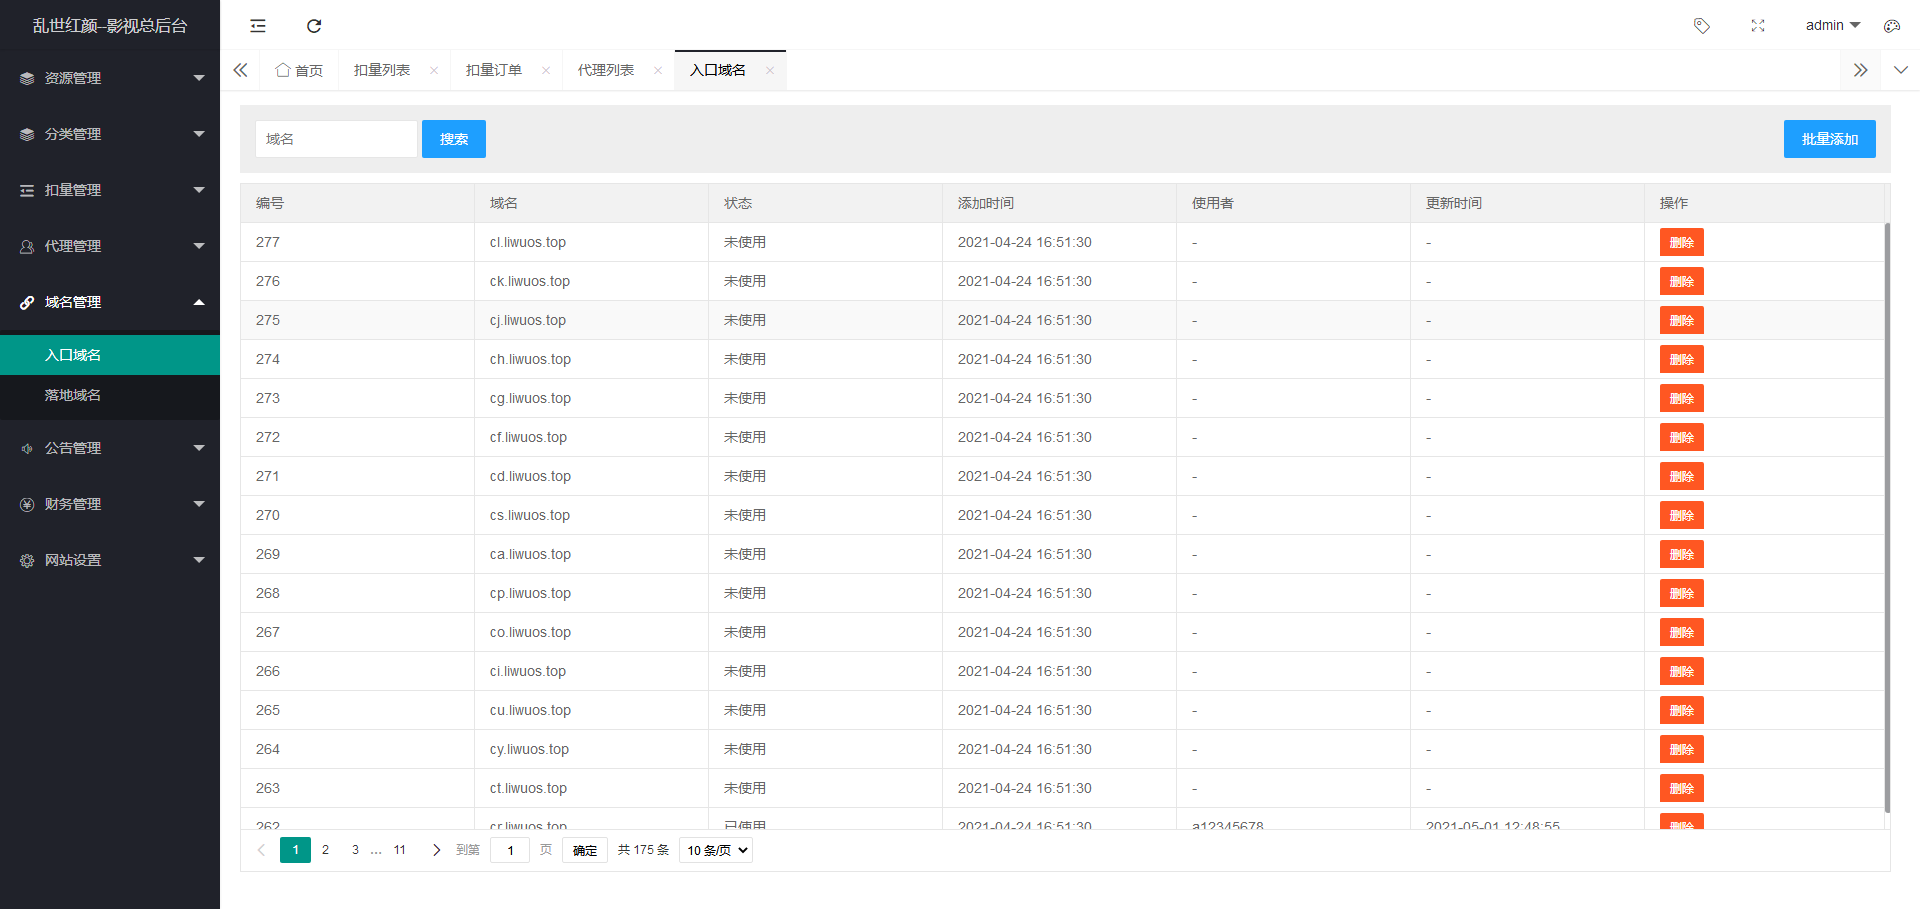 乱世红颜--影视总后台
admin
资源管理
分类管理
扣量管理
代理管理
域名管理
入口域名
落地域名
公告管理
财务管理
网站设置
首页 扣量列表 扣量订单 代理列表 入口域名
域名 搜索 批量添加
编号 域名 状态 添加时间 使用者 更新时间 操作
277 cl.liwuos.top 未使用 2021-04-24 16:51:30 - - 删除
276 ck.liwuos.top 未使用 2021-04-24 16:51:30 - - 删除
275 cj.liwuos.top 未使用 2021-04-24 16:51:30 - - 删除
274 ch.liwuos.top 未使用 2021-04-24 16:51:30 - - 删除
273 cg.liwuos.top 未使用 2021-04-24 16:51:30 - - 删除
272 cf.liwuos.top 未使用 2021-04-24 16:51:30 - - 删除
271 cd.liwuos.top 未使用 2021-04-24 16:51:30 - - 删除
270 cs.liwuos.top 未使用 2021-04-24 16:51:30 - - 删除
269 ca.liwuos.top 未使用 2021-04-24 16:51:30 - - 删除
268 cp.liwuos.top 未使用 2021-04-24 16:51:30 - - 删除
267 co.liwuos.top 未使用 2021-04-24 16:51:30 - - 删除
266 ci.liwuos.top 未使用 2021-04-24 16:51:30 - - 删除
265 cu.liwuos.top 未使用 2021-04-24 16:51:30 - - 删除
264 cy.liwuos.top 未使用 2021-04-24 16:51:30 - - 删除
263 ct.liwuos.top 未使用 2021-04-24 16:51:30 - - 删除
262 cr.liwuos.top 已使用 2021-04-24 16:51:30 a12345678 2021-05-01 12:48:55 删除
1 2 3 … 11 到第 1 页 确定 共 175 条 10 条/页